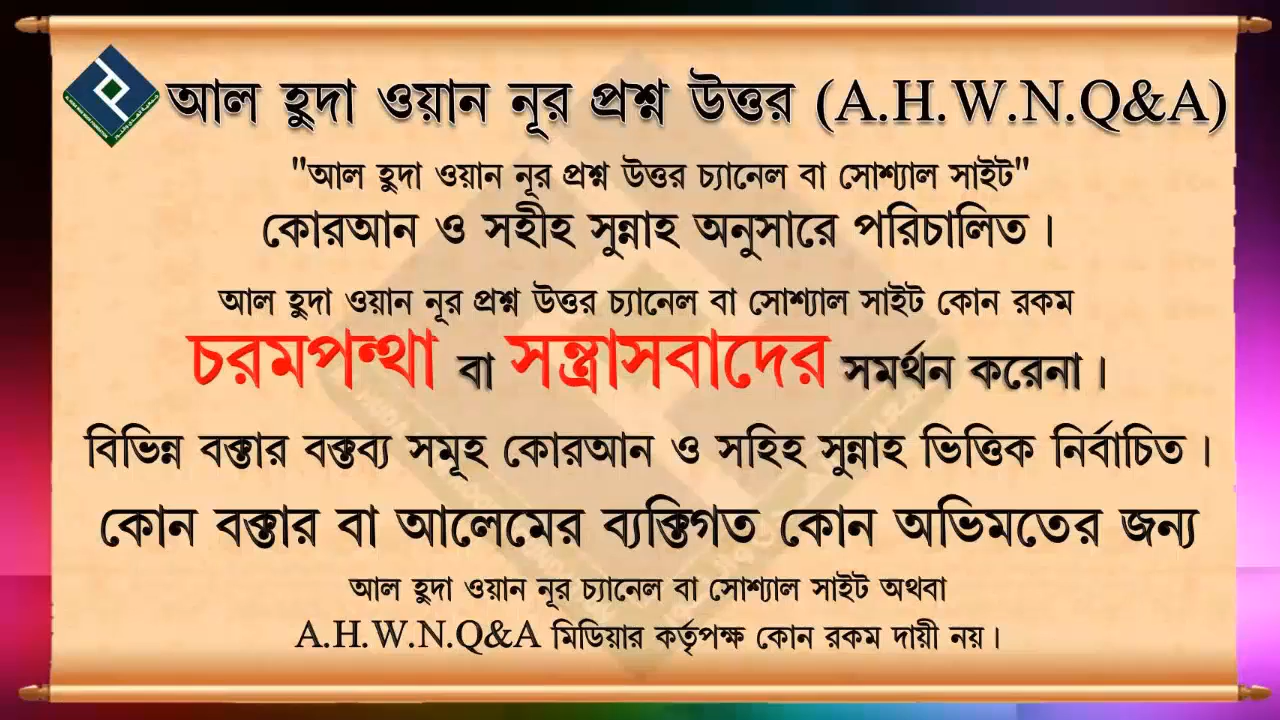 আল হুদা ওয়ান নূর প্রশ্ন উত্তর (A.H.W.N.Q&A)
"আল হুদা ওয়ান নূর প্রশ্ন উত্তর চ্যানেল বা সোশ্যাল সাইট"
কোরআন ও সহীহ সুন্নাহ অনুসারে পরিচালিত।
আল হুদা ওয়ান নূর প্রশ্ন উত্তর চ্যানেল বা সোশ্যাল সাইট কোন রকম
চরমপন্থা বা সন্ত্রাসবাদের সমর্থন করেনা।
বিভিন্ন বক্তার বক্তব্য সমূহ কোরআন ও সহিহ সুন্নাহ ভিত্তিক নির্বাচিত।
কোন বক্তার বা আলেমের ব্যক্তিগত কোন অভিমতের জন্য
আল হুদা ওয়ান নূর চ্যানেল বা সোশ্যাল সাইট অথবা
A.H.W.N.Q&A মিডিয়ার কর্তৃপক্ষ কোন রকম দায়ী নয়।